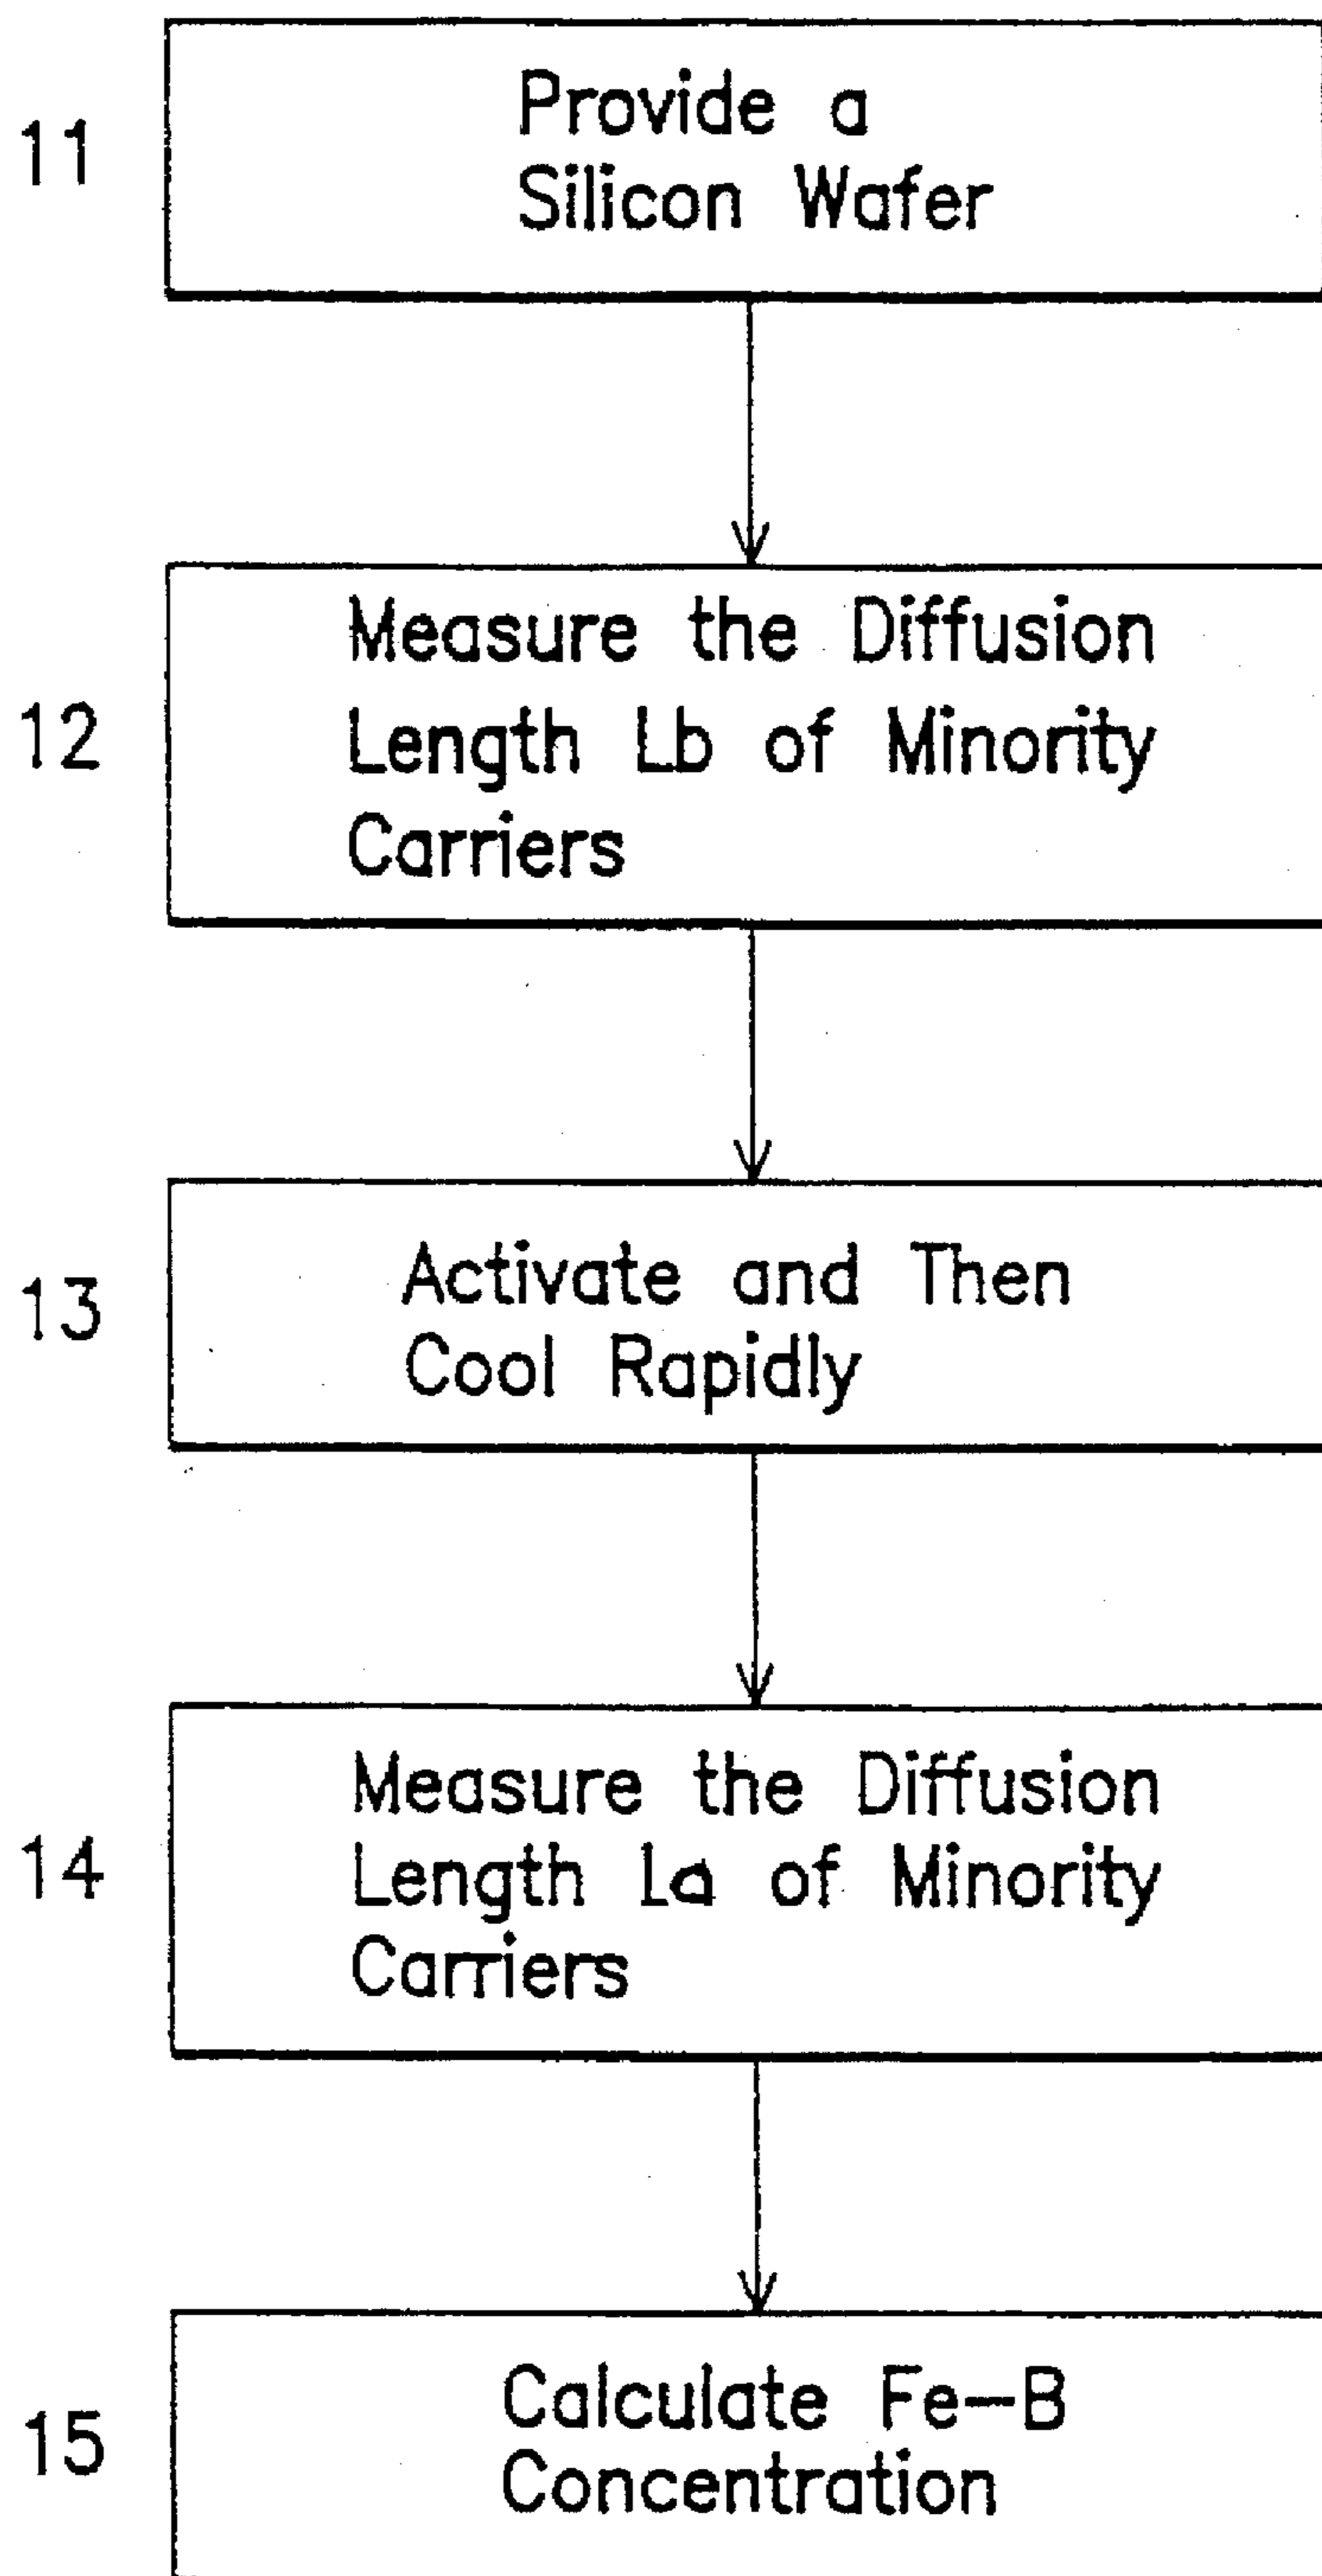 11
Provide a
Silicon Wafer
12
Measure the Diffusion
Length Lb of Minority
Carriers
13
Activate and Then
Cool Rapidly
14
Measure the Diffusion
Length La of Minority
Carriers
15
Calculate Fe-B
Concentration